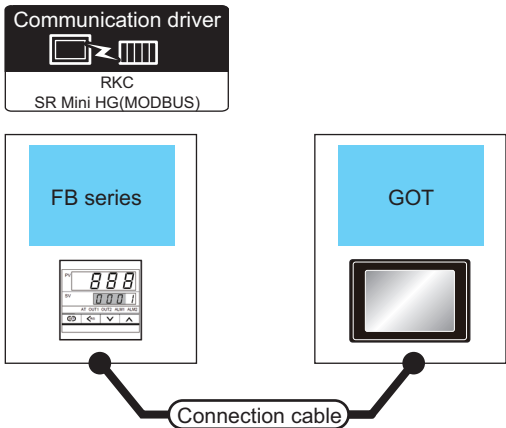 Communication driver
RKC
SR Mini HG(MODBUS)
FB series
GOT
PV
888
SV
0001
AT OUT1 OUT2 ALM1 ALM2
Connection cable